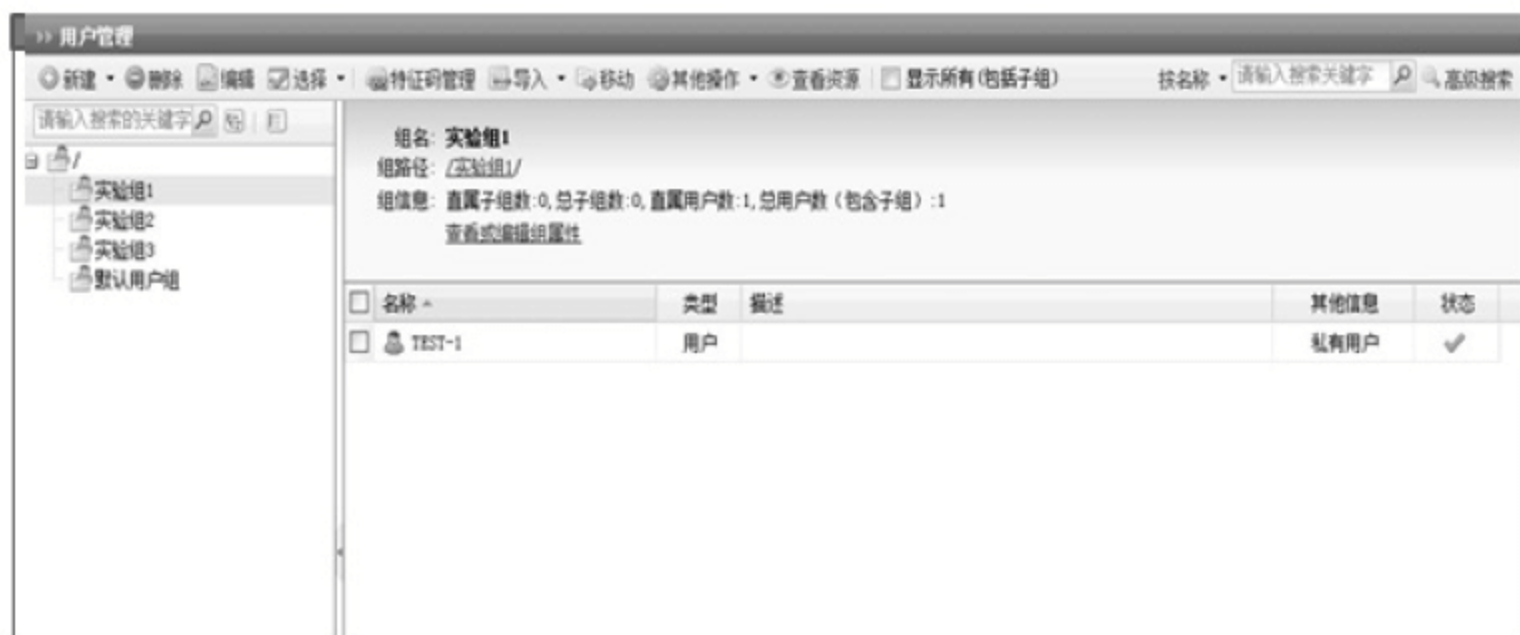 ›› 用户管理
新建 删除 编辑 选择 特征码管理 导入 移动 其他操作 查看资源 显示所有(包括子组) 按名称 请输入搜索关键字 高级搜索
请输入搜索的关键字
/
实验组1
实验组2
实验组3
默认用户组
组名: 实验组1
组路径: /实验组1/
组信息: 直属子组数:0,总子组数:0,直属用户数:1,总用户数(包含子组):1
查看或编辑组属性
名称 类型 描述 其他信息 状态
TEST-1 用户 私有用户